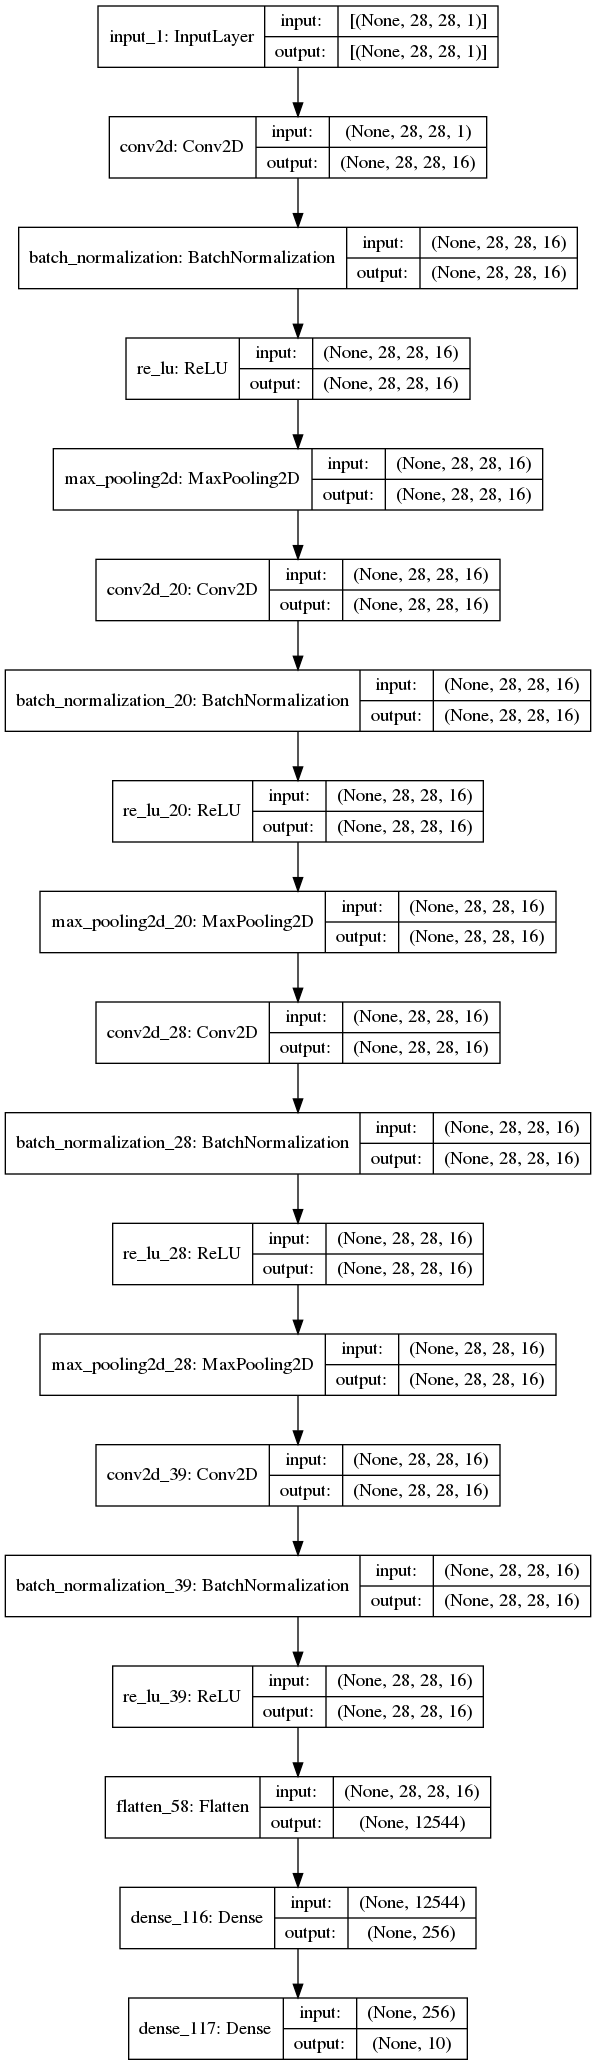 input_1: InputLayer
input:
[(None, 28, 28, 1)]
output:
[(None, 28, 28, 1)]
conv2d: Conv2D
input:
(None, 28, 28, 1)
output:
(None, 28, 28, 16)
batch_normalization: BatchNormalization
input:
(None, 28, 28, 16)
output:
(None, 28, 28, 16)
re_lu: ReLU
input:
(None, 28, 28, 16)
output:
(None, 28, 28, 16)
max_pooling2d: MaxPooling2D
input:
(None, 28, 28, 16)
output:
(None, 28, 28, 16)
conv2d_20: Conv2D
input:
(None, 28, 28, 16)
output:
(None, 28, 28, 16)
batch_normalization_20: BatchNormalization
input:
(None, 28, 28, 16)
output:
(None, 28, 28, 16)
re_lu_20: ReLU
input:
(None, 28, 28, 16)
output:
(None, 28, 28, 16)
max_pooling2d_20: MaxPooling2D
input:
(None, 28, 28, 16)
output:
(None, 28, 28, 16)
conv2d_28: Conv2D
input:
(None, 28, 28, 16)
output:
(None, 28, 28, 16)
batch_normalization_28: BatchNormalization
input:
(None, 28, 28, 16)
output:
(None, 28, 28, 16)
re_lu_28: ReLU
input:
(None, 28, 28, 16)
output:
(None, 28, 28, 16)
max_pooling2d_28: MaxPooling2D
input:
(None, 28, 28, 16)
output:
(None, 28, 28, 16)
conv2d_39: Conv2D
input:
(None, 28, 28, 16)
output:
(None, 28, 28, 16)
batch_normalization_39: BatchNormalization
input:
(None, 28, 28, 16)
output:
(None, 28, 28, 16)
re_lu_39: ReLU
input:
(None, 28, 28, 16)
output:
(None, 28, 28, 16)
flatten_58: Flatten
input:
(None, 28, 28, 16)
output:
(None, 12544)
dense_116: Dense
input:
(None, 12544)
output:
(None, 256)
dense_117: Dense
input:
(None, 256)
output:
(None, 10)